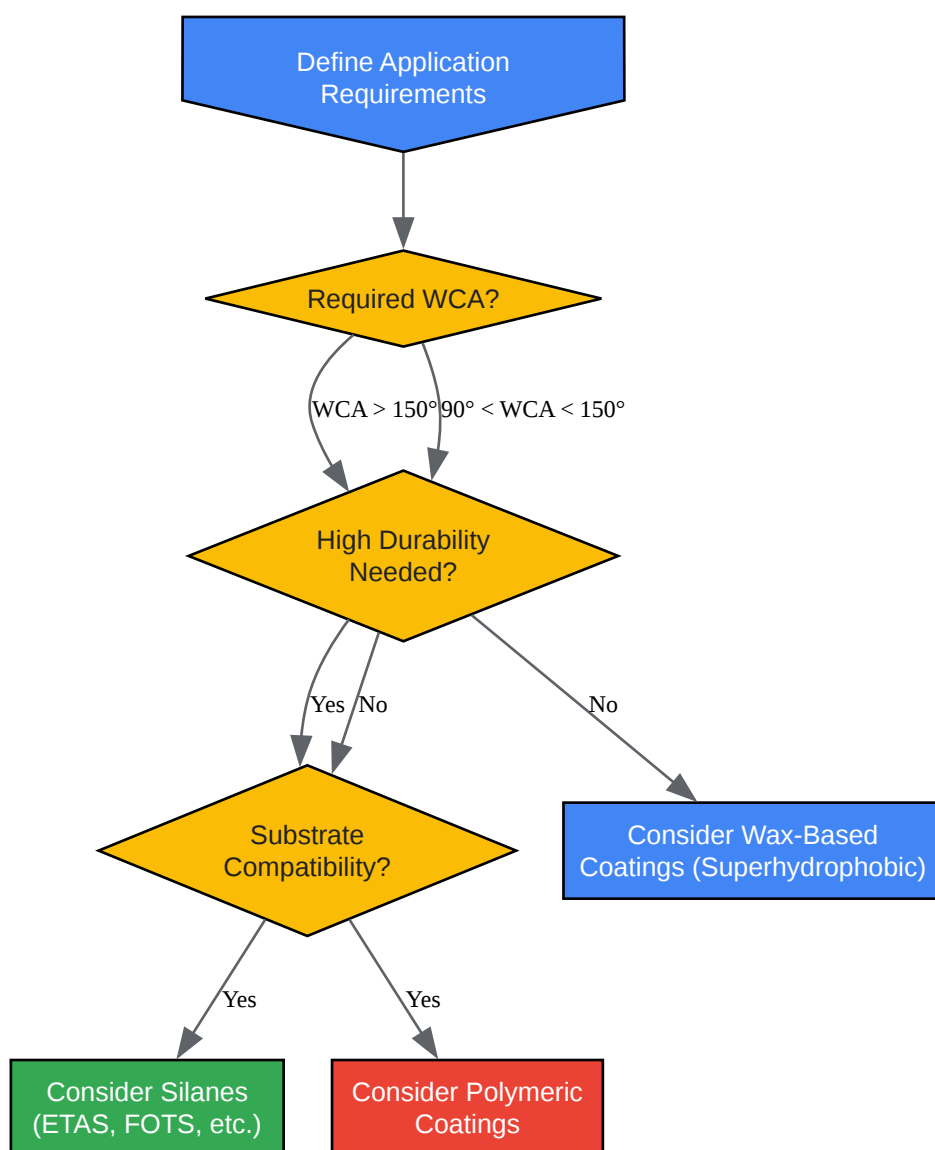 Define Application
Requirements
Required WCA?
WCA > 150°
90° < WCA < 150°
High Durability
Needed?
Yes
No
No
Substrate
Compatibility?
Consider Wax-Based
Coatings (Superhydrophobic)
Yes
Yes
Consider Silanes
(ETAS, FOTS, etc.)
Consider Polymeric
Coatings